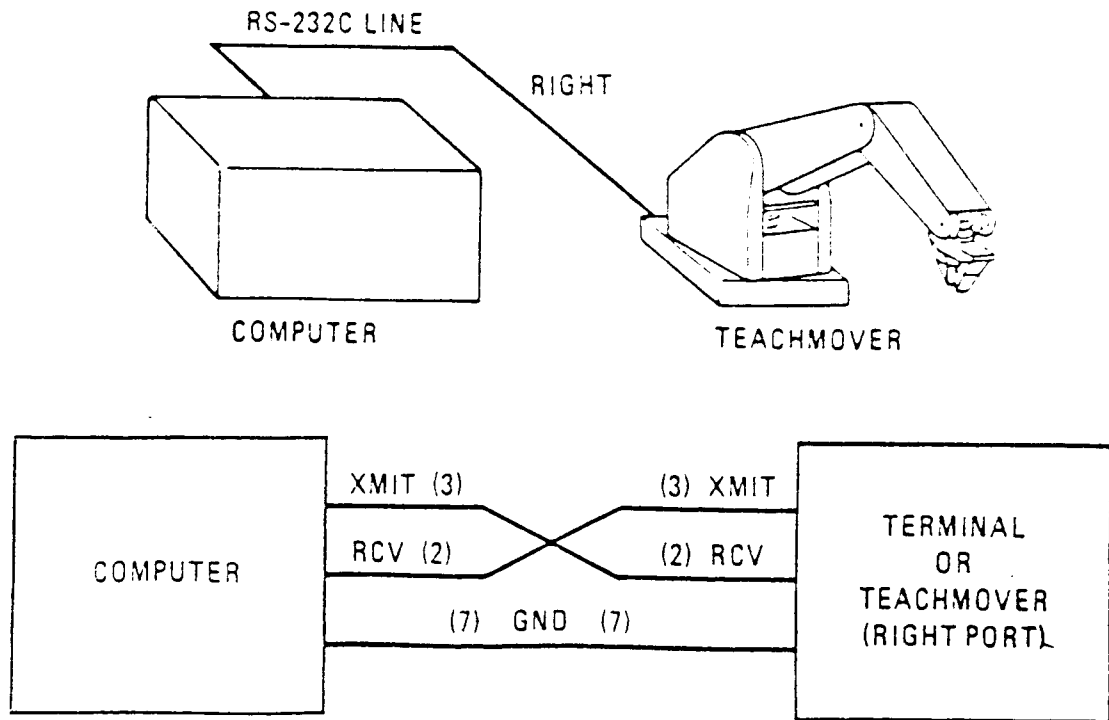 RS-232C LINE
RIGHT
COMPUTER
TEACHMOVER
XMIT (3)
(3) XMIT
RCV (2)
(2) RCV
(7) GND (7)
COMPUTER
TERMINAL
OR
TEACHMOVER
(RIGHT PORT)